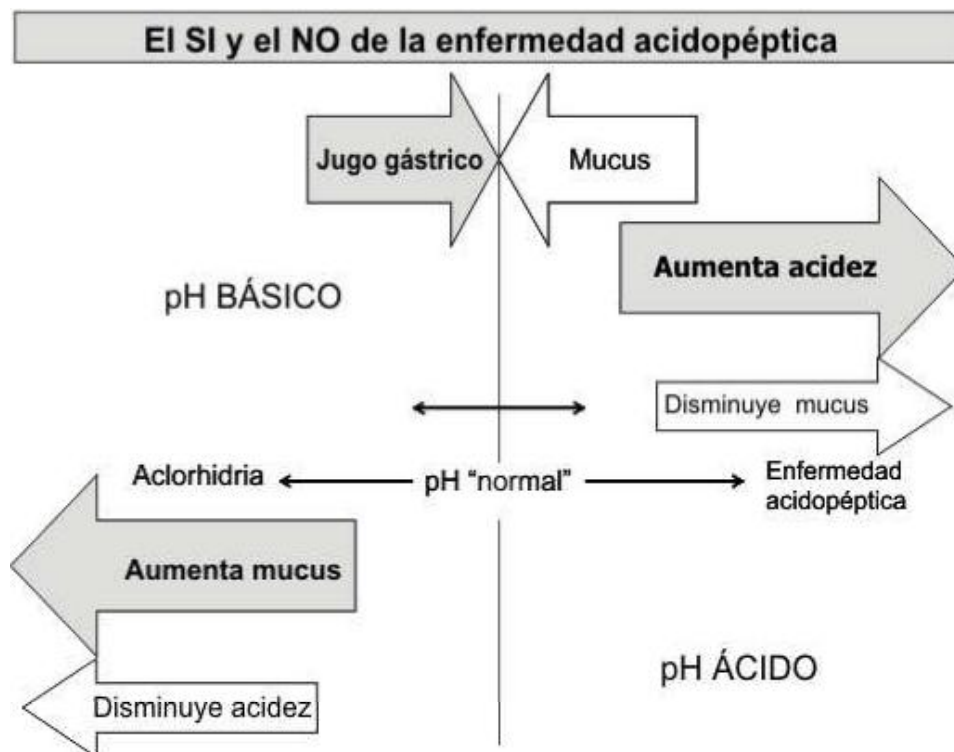 El SI y el NO de la enfermedad acidopéptica
Jugo gástrico
Mucus
Aumenta acidez
pH BÁSICO
Disminuye mucus
Aclorhidria
pH “normal”
Enfermedad
acidopéptica
Aumenta mucus
pH ÁCIDO
Disminuye acidez